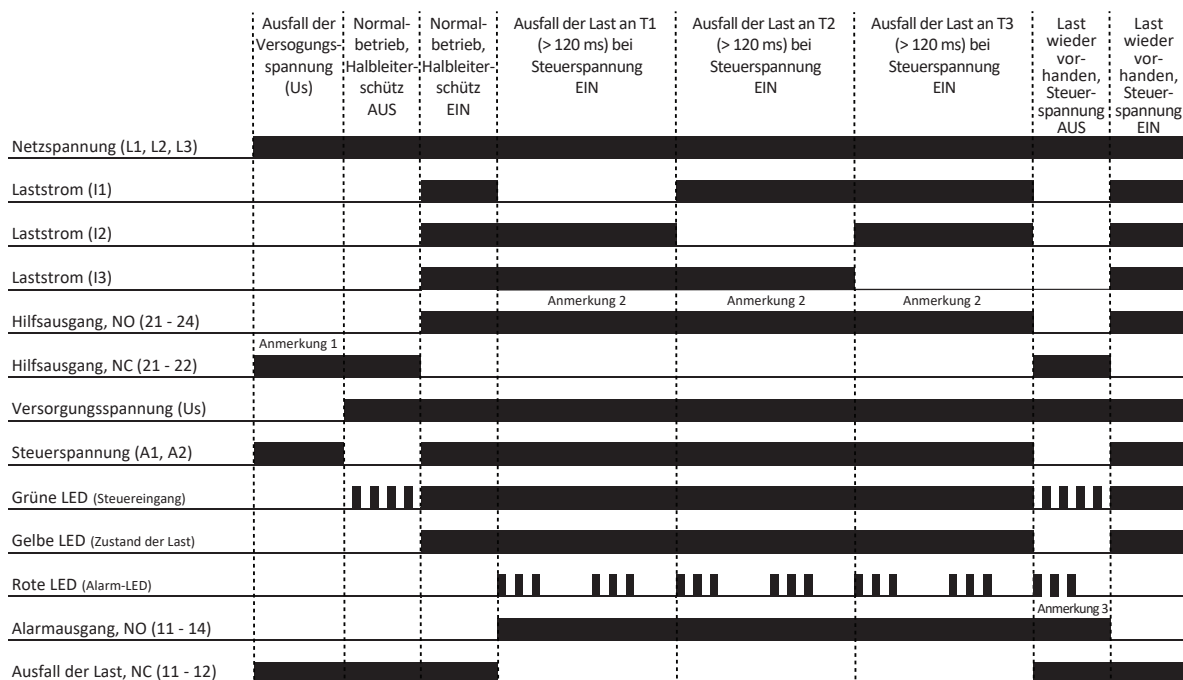 Ausfall der
Versogungs-
spannung
(Us)
Normal-
betrieb,
Halbleiter-
schütz
AUS
Normal-
betrieb,
Halbleiter-
schütz
EIN
Ausfall der Last an T1
(> 120 ms) bei
Steuerspannung
EIN
Ausfall der Last an T2
(> 120 ms) bei
Steuerspannung
EIN
Ausfall der Last an T3
(> 120 ms) bei
Steuerspannung
EIN
Last
wieder
vor-
handen,
Steuer-
spannung
AUS
Last
wieder
vor-
handen,
Steuer-
spannung
EIN
Netzspannung (L1, L2, L3)
Laststrom (I1)
Laststrom (I2)
Laststrom (I3)
Anmerkung 2 Anmerkung 2 Anmerkung 2
Hilfsausgang, NO (21 - 24)
Anmerkung 1
Hilfsausgang, NC (21 - 22)
Versorgungsspannung (Us)
Steuerspannung (A1, A2)
Grüne LED (Steuereingang)
Gelbe LED (Zustand der Last)
Rote LED (Alarm-LED)
Anmerkung 3
Alarmausgang, NO (11 - 14)
Ausfall der Last, NC (11 - 12)